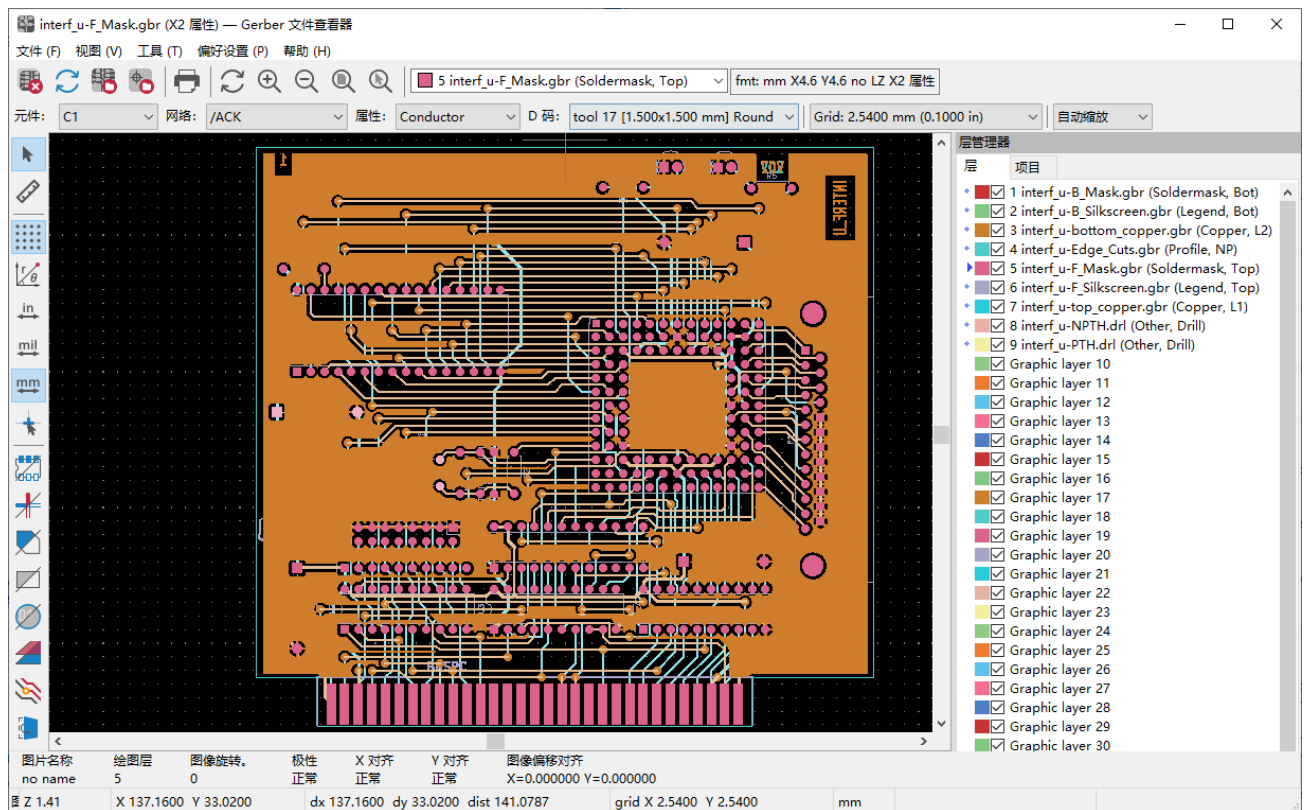 interf_u-F_Mask.gbr (X2 属性) — Gerber 文件查看器
文件 (F) 视图 (V) 工具 (T) 偏好设置 (P) 帮助 (H)
5 interf_u-F_Mask.gbr (Soldermask, Top) fmt: mm X4.6 Y4.6 no LZ X2 属性
元件: C1 网络: /ACK 属性: Conductor D 码: tool 17 [1.500x1.500 mm] Round Grid: 2.5400 mm (0.1000 in) 自动缩放
in
mil
mm
层管理器
层 项目
1 interf_u-B_Mask.gbr (Soldermask, Bot)
2 interf_u-B_Silkscreen.gbr (Legend, Bot)
3 interf_u-bottom_copper.gbr (Copper, L2)
4 interf_u-Edge_Cuts.gbr (Profile, NP)
5 interf_u-F_Mask.gbr (Soldermask, Top)
6 interf_u-F_Silkscreen.gbr (Legend, Top)
7 interf_u-top_copper.gbr (Copper, L1)
8 interf_u-NPTH.drl (Other, Drill)
9 interf_u-PTH.drl (Other, Drill)
Graphic layer 10
Graphic layer 11
Graphic layer 12
Graphic layer 13
Graphic layer 14
Graphic layer 15
Graphic layer 16
Graphic layer 17
Graphic layer 18
Graphic layer 19
Graphic layer 20
Graphic layer 21
Graphic layer 22
Graphic layer 23
Graphic layer 24
Graphic layer 25
Graphic layer 26
Graphic layer 27
Graphic layer 28
Graphic layer 29
Graphic layer 30
图片名称 绘图层 图像旋转。 极性 X 对齐 Y 对齐 图像偏移对齐
no name 5 0 正常 正常 正常 X=0.000000 Y=0.000000
Z 1.41 X 137.1600 Y 33.0200 dx 137.1600 dy 33.0200 dist 141.0787 grid X 2.5400 Y 2.5400 mm